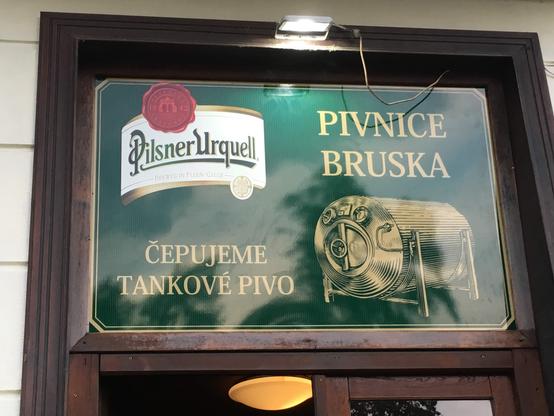 Pilsner Urquell
PIVNICE
BRUSKA
ČEPUJEME
TANKOVÉ PIVO